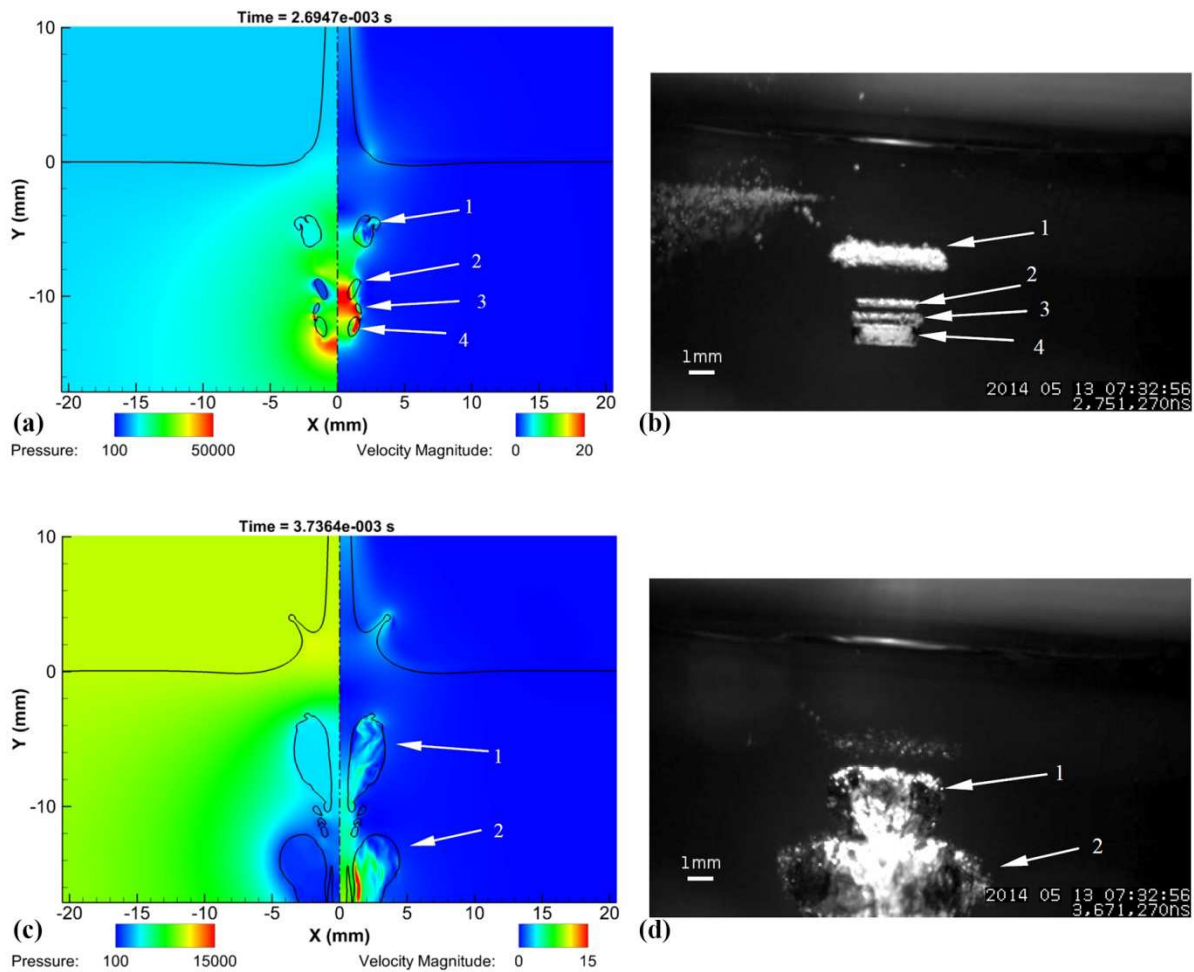 Time = 2.6947e-003 s
10
0
-10
Y (mm)
-20 -15 -10 -5 0 5 10 15 20
X (mm)
1
2
3
4
(a)
Pressure: 100 50000
Velocity Magnitude: 0 20
1
2
3
4
1mm
2014 05 13 07:32:56
2,751,270ns
(b)
Time = 3.7364e-003 s
10
0
-10
Y (mm)
-20 -15 -10 -5 0 5 10 15 20
X (mm)
1
2
(c)
Pressure: 100 15000
Velocity Magnitude: 0 15
1
2
1mm
2014 05 13 07:32:56
3,671,270ns
(d)